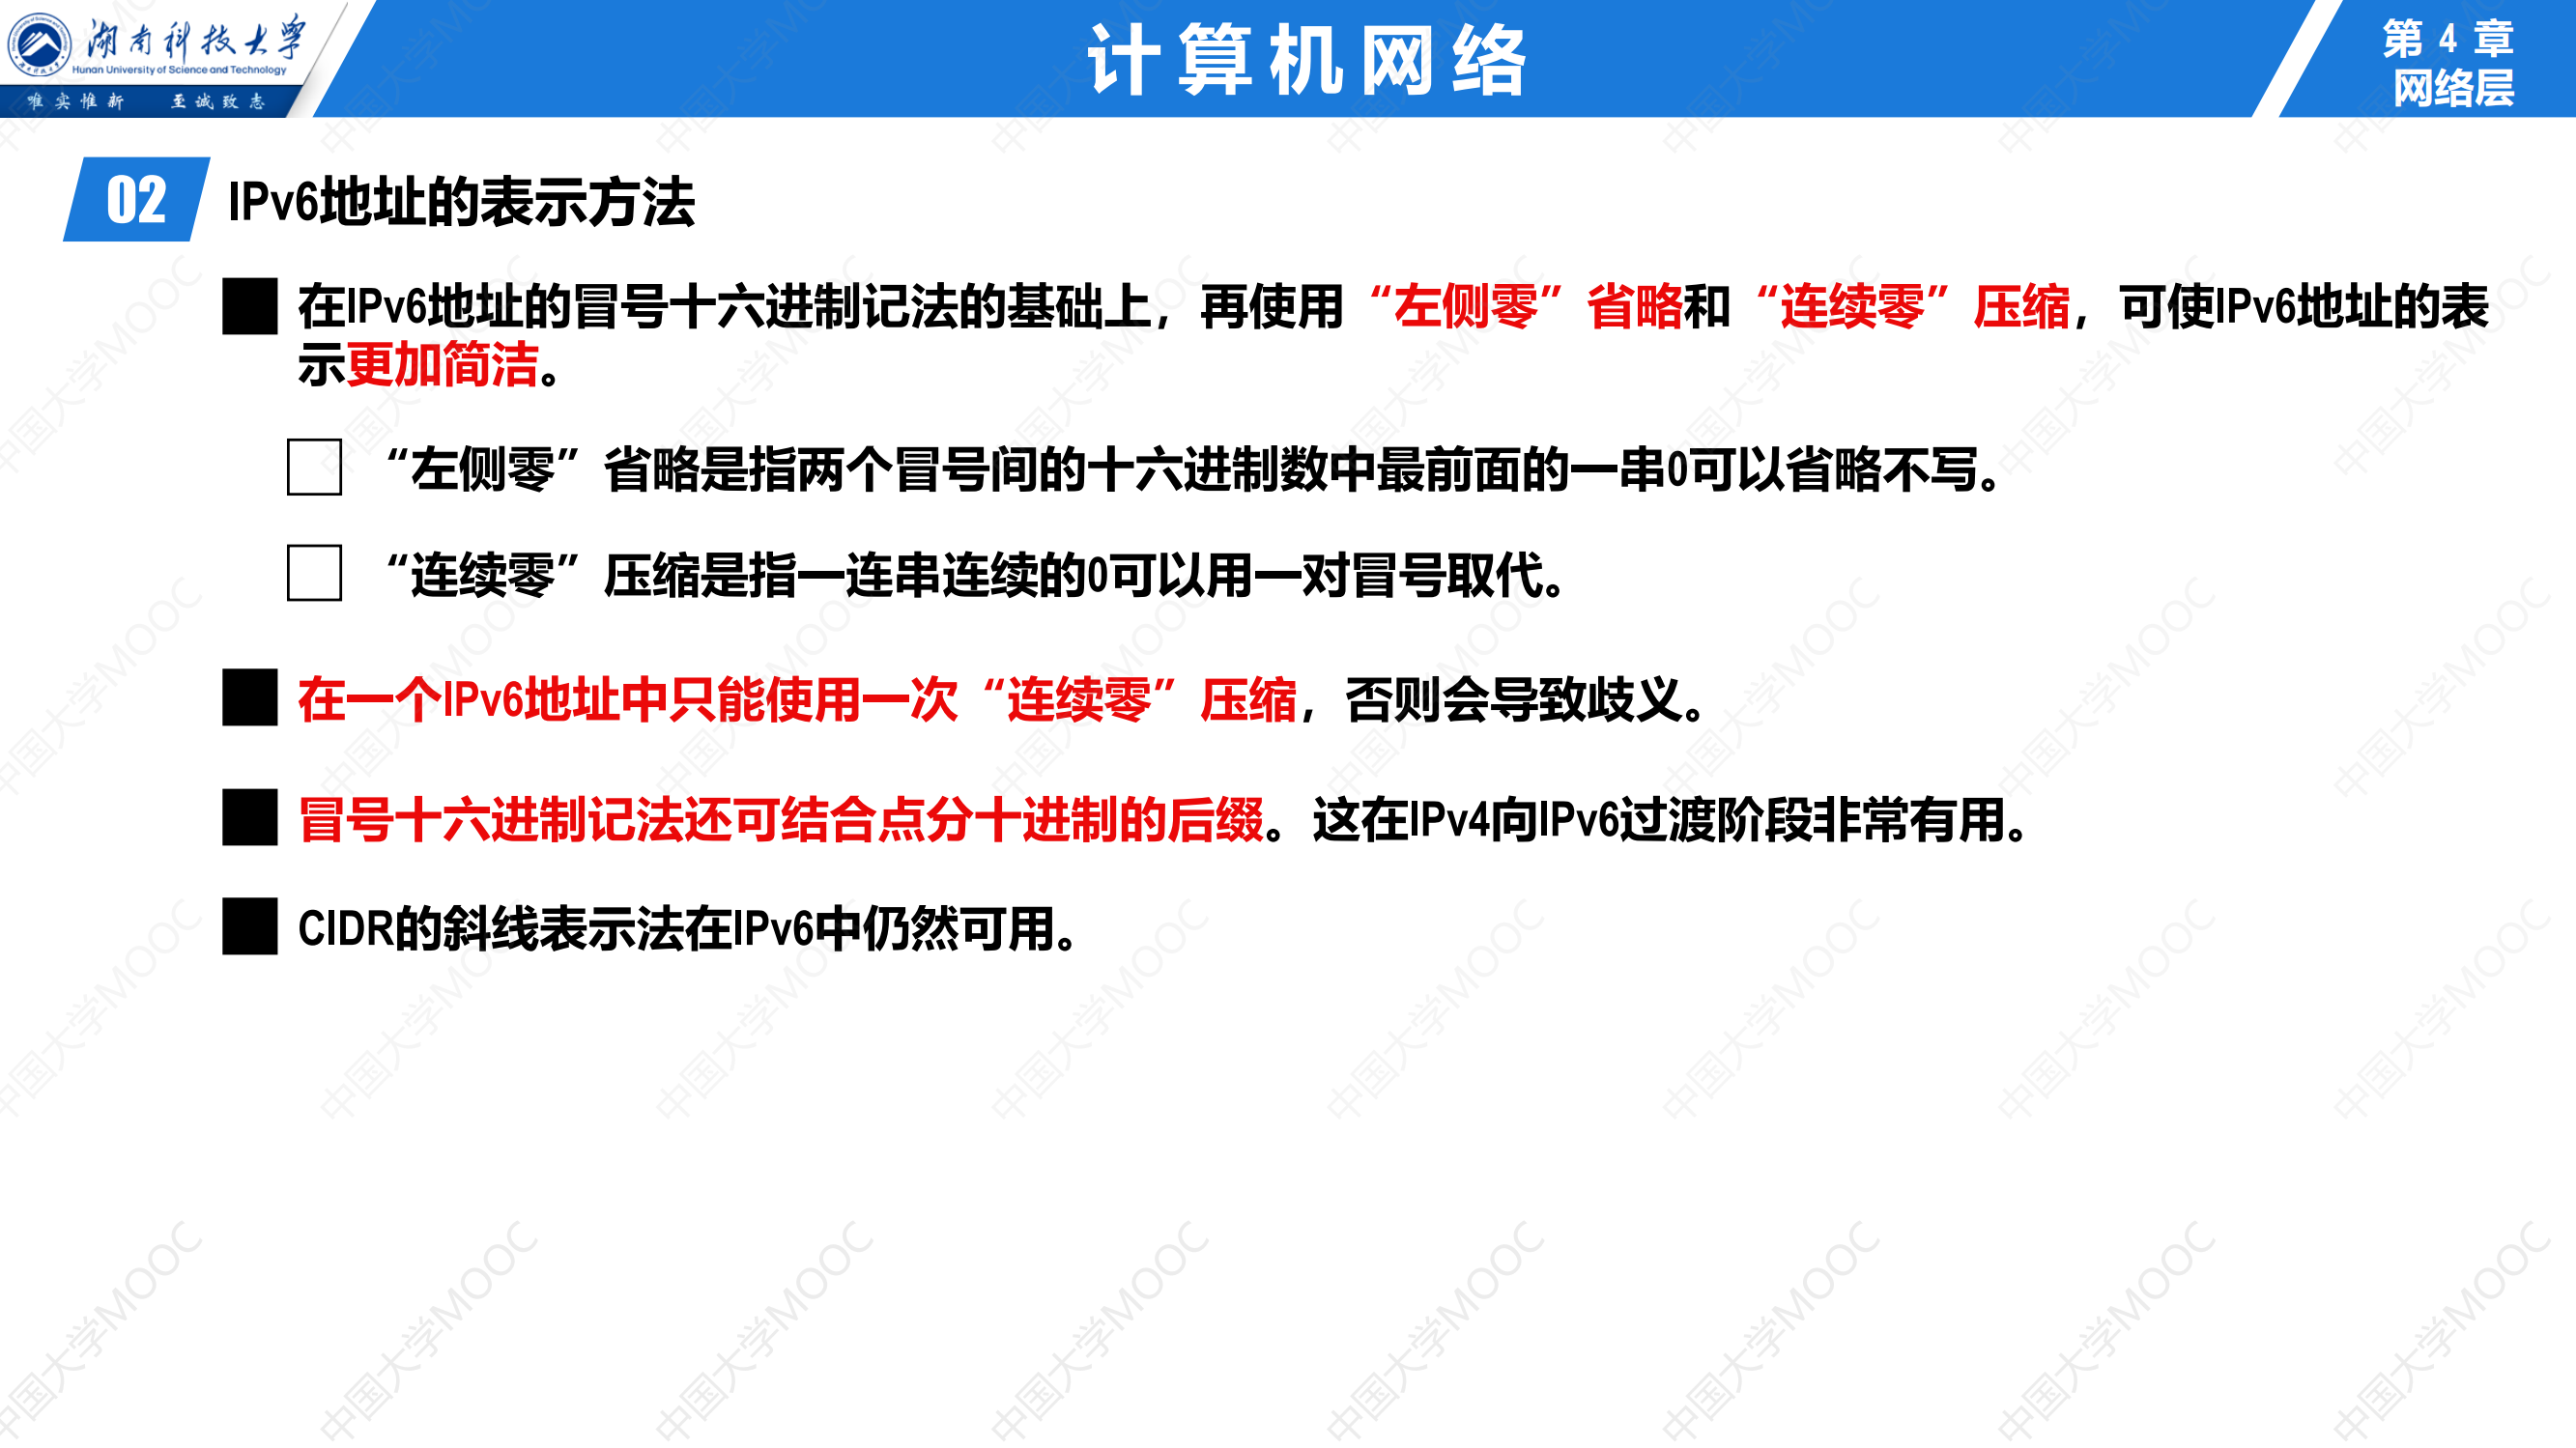 湖南科技大学
Hunan University of Science and Technology
唯实惟新 至诚致志
计算机网络
第 4 章
网络层
02 IPv6地址的表示方法
在IPv6地址的冒号十六进制记法的基础上，再使用“左侧零”省略和“连续零”压缩，可使IPv6地址的表
示更加简洁。
“左侧零”省略是指两个冒号间的十六进制数中最前面的一串0可以省略不写。
“连续零”压缩是指一连串连续的0可以用一对冒号取代。
在一个IPv6地址中只能使用一次“连续零”压缩，否则会导致歧义。
冒号十六进制记法还可结合点分十进制的后缀。这在IPv4向IPv6过渡阶段非常有用。
CIDR的斜线表示法在IPv6中仍然可用。
中国大学MOOC